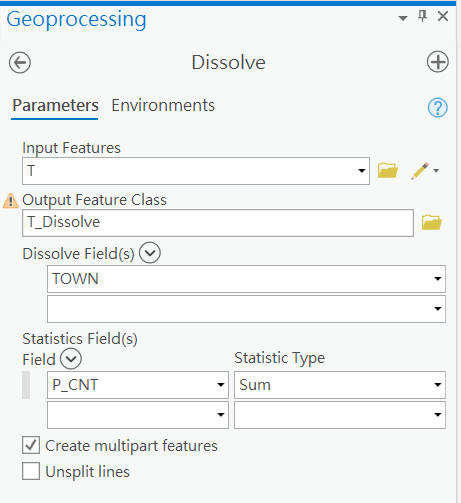 Geoprocessing
Dissolve
Parameters Environments
?
Input Features
T
Output Feature Class
T_Dissolve
Dissolve Field(s)
TOWN
Statistics Field(s)
Field Statistic Type
P_CNT Sum
Create multipart features
Unsplit lines